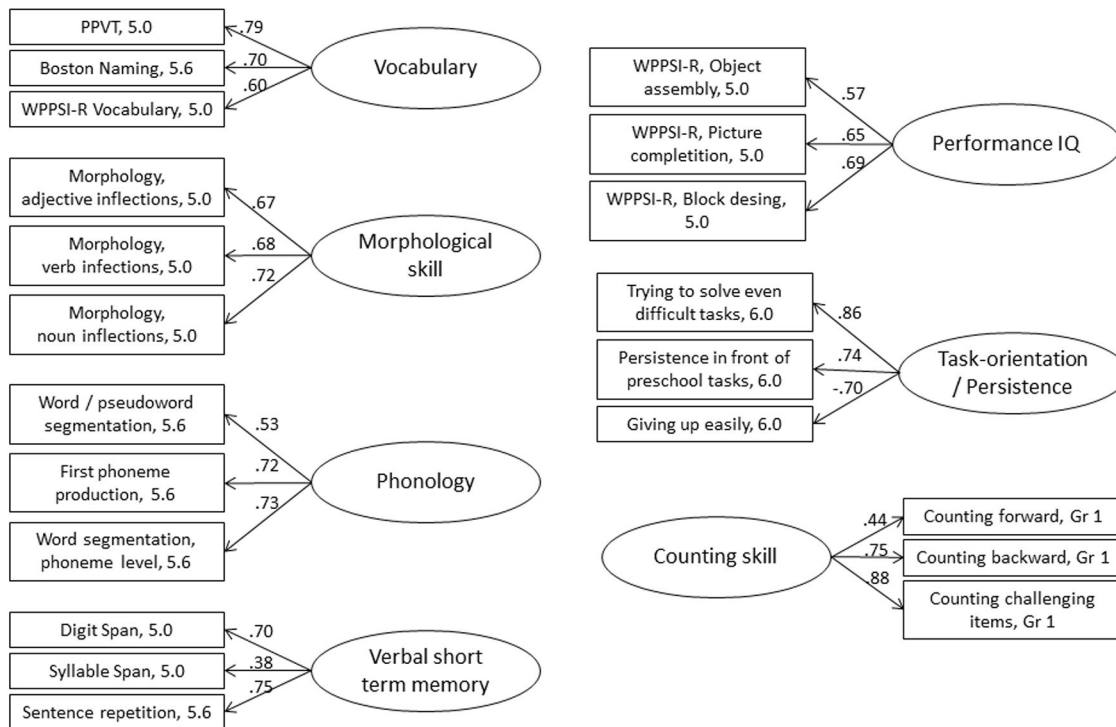 PPVT, 5.0
.79
Boston Naming, 5.6
.70
WPPSI-R Vocabulary, 5.0
.60
Vocabulary
Morphology,
adjective inflections, 5.0
.67
Morphology,
verb infections, 5.0
.68
Morphology,
noun inflections, 5.0
.72
Morphological
skill
Word / pseudoword
segmentation, 5.6
.53
First phoneme
production, 5.6
.72
Word segmentation,
phoneme level, 5.6
.73
Phonology
Digit Span, 5.0
.70
Syllable Span, 5.0
.38
Sentence repetition, 5.6
.75
Verbal short
term memory
WPPSI-R, Object
assembly, 5.0
.57
WPPSI-R, Picture
completition, 5.0
.65
WPPSI-R, Block desing,
5.0
.69
Performance IQ
Trying to solve even
difficult tasks, 6.0
.86
Persistence in front of
preschool tasks, 6.0
.74
Giving up easily, 6.0
-.70
Task-orientation
/ Persistence
Counting skill
.44
Counting forward, Gr 1
.75
Counting backward, Gr 1
.88
Counting challenging
items, Gr 1